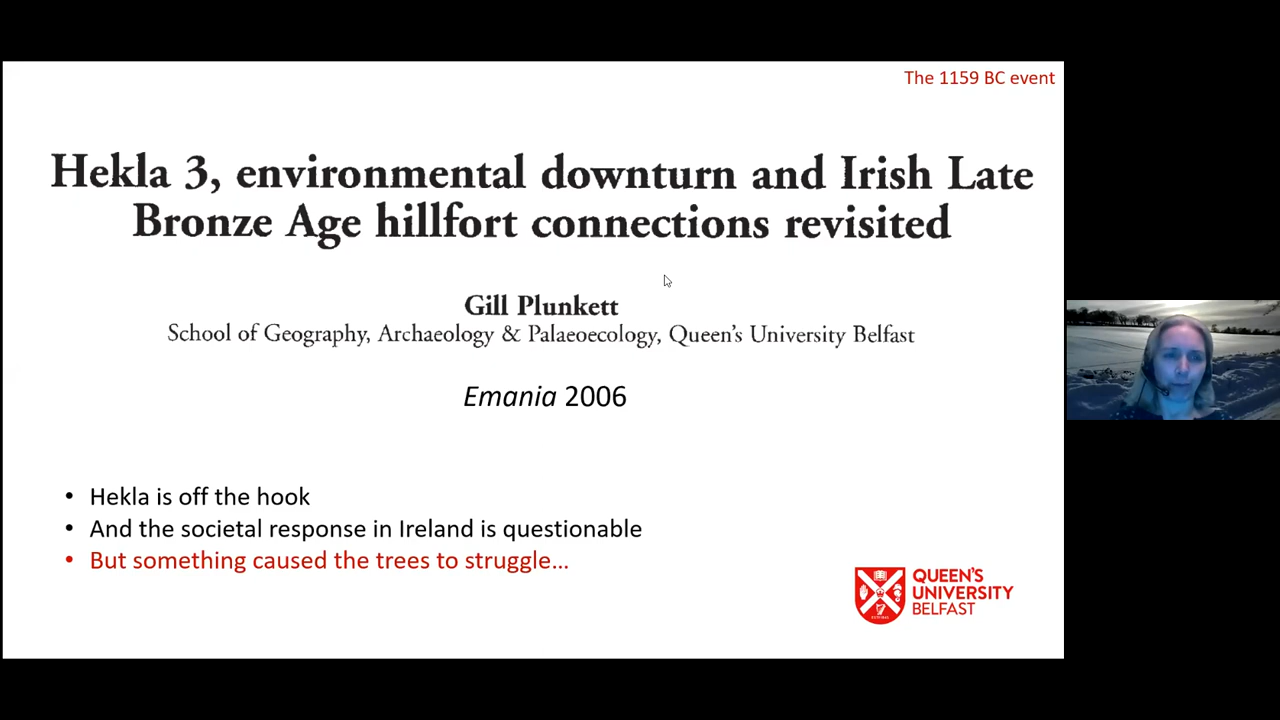 The 1159 BC event
Hekla 3, environmental downturn and Irish Late
Bronze Age hillfort connections revisited
Gill Plunkett
School of Geography, Archaeology & Palaeoecology, Queen's University Belfast
Emania 2006
• Hekla is off the hook
• And the societal response in Ireland is questionable
• But something caused the trees to struggle...
QUEEN'S
UNIVERSITY
BELFAST